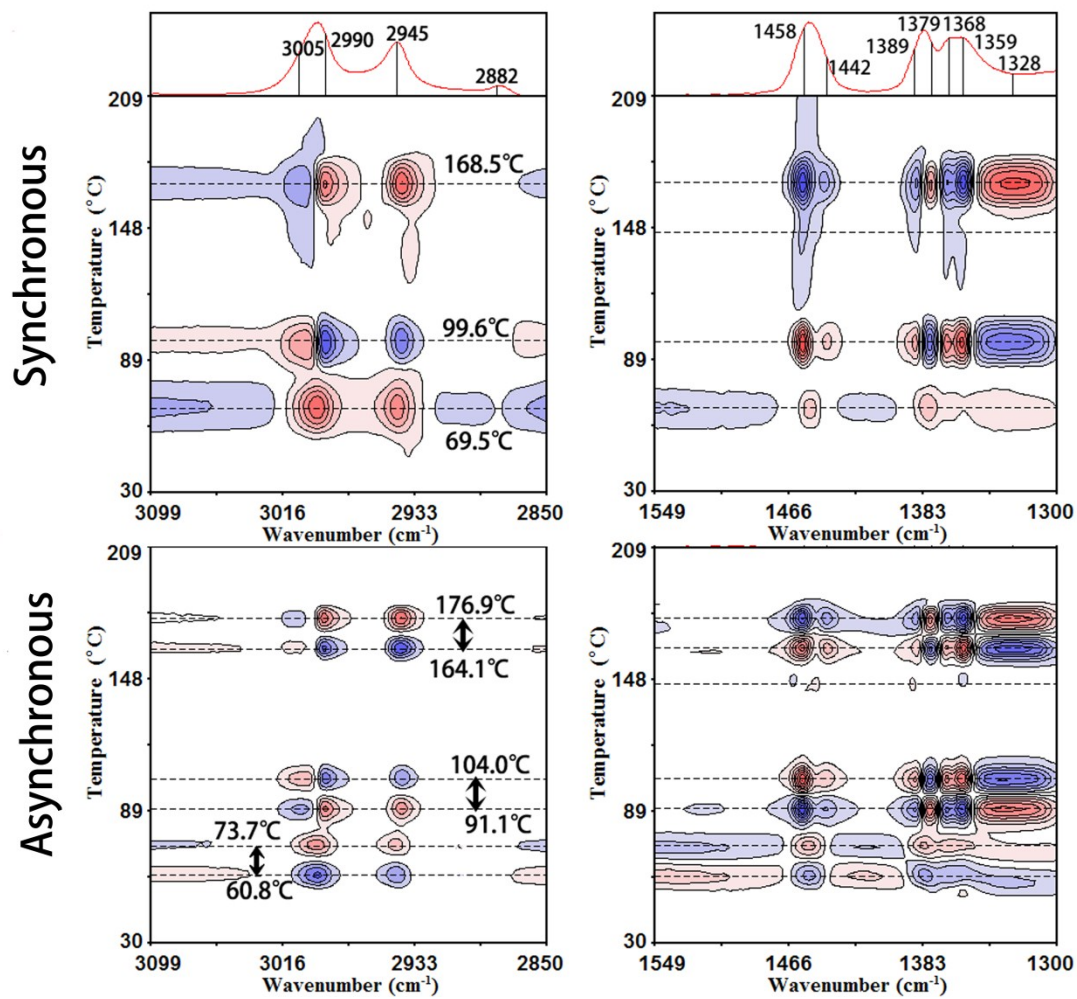 3005 2990 2945 2882
1458 1379 1368
1389 1359
1442 1328
Synchronous
Temperature (°C)
209
148
89
30
168.5℃
99.6℃
69.5℃
3099 3016 2933 2850
Wavenumber (cm-1)
Temperature (°C)
209
148
89
30
1549 1466 1383 1300
Wavenumber (cm-1)
Asynchronous
Temperature (°C)
209
148
89
30
176.9℃
164.1℃
104.0℃
91.1℃
73.7℃
60.8℃
3099 3016 2933 2850
Wavenumber (cm-1)
Temperature (°C)
209
148
89
30
1549 1466 1383 1300
Wavenumber (cm-1)